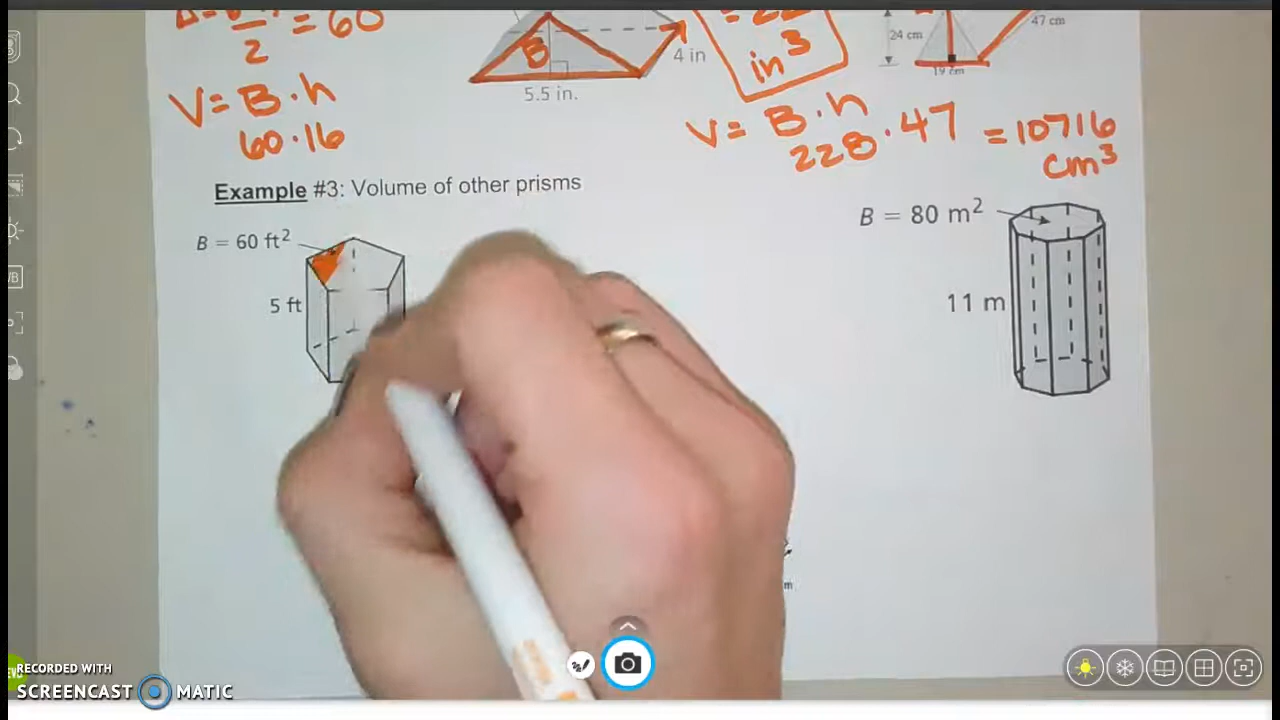 = 60
2
V = B · h
60 · 16
B
4 in
5.5 in.
in³
24 cm
47 cm
19 cm
V = B · h
228 · 47 = 10716
cm³
Example #3: Volume of other prisms
B = 60 ft²
5 ft
B = 80 m²
11 m
m
RECORDED WITH
SCREENCAST MATIC